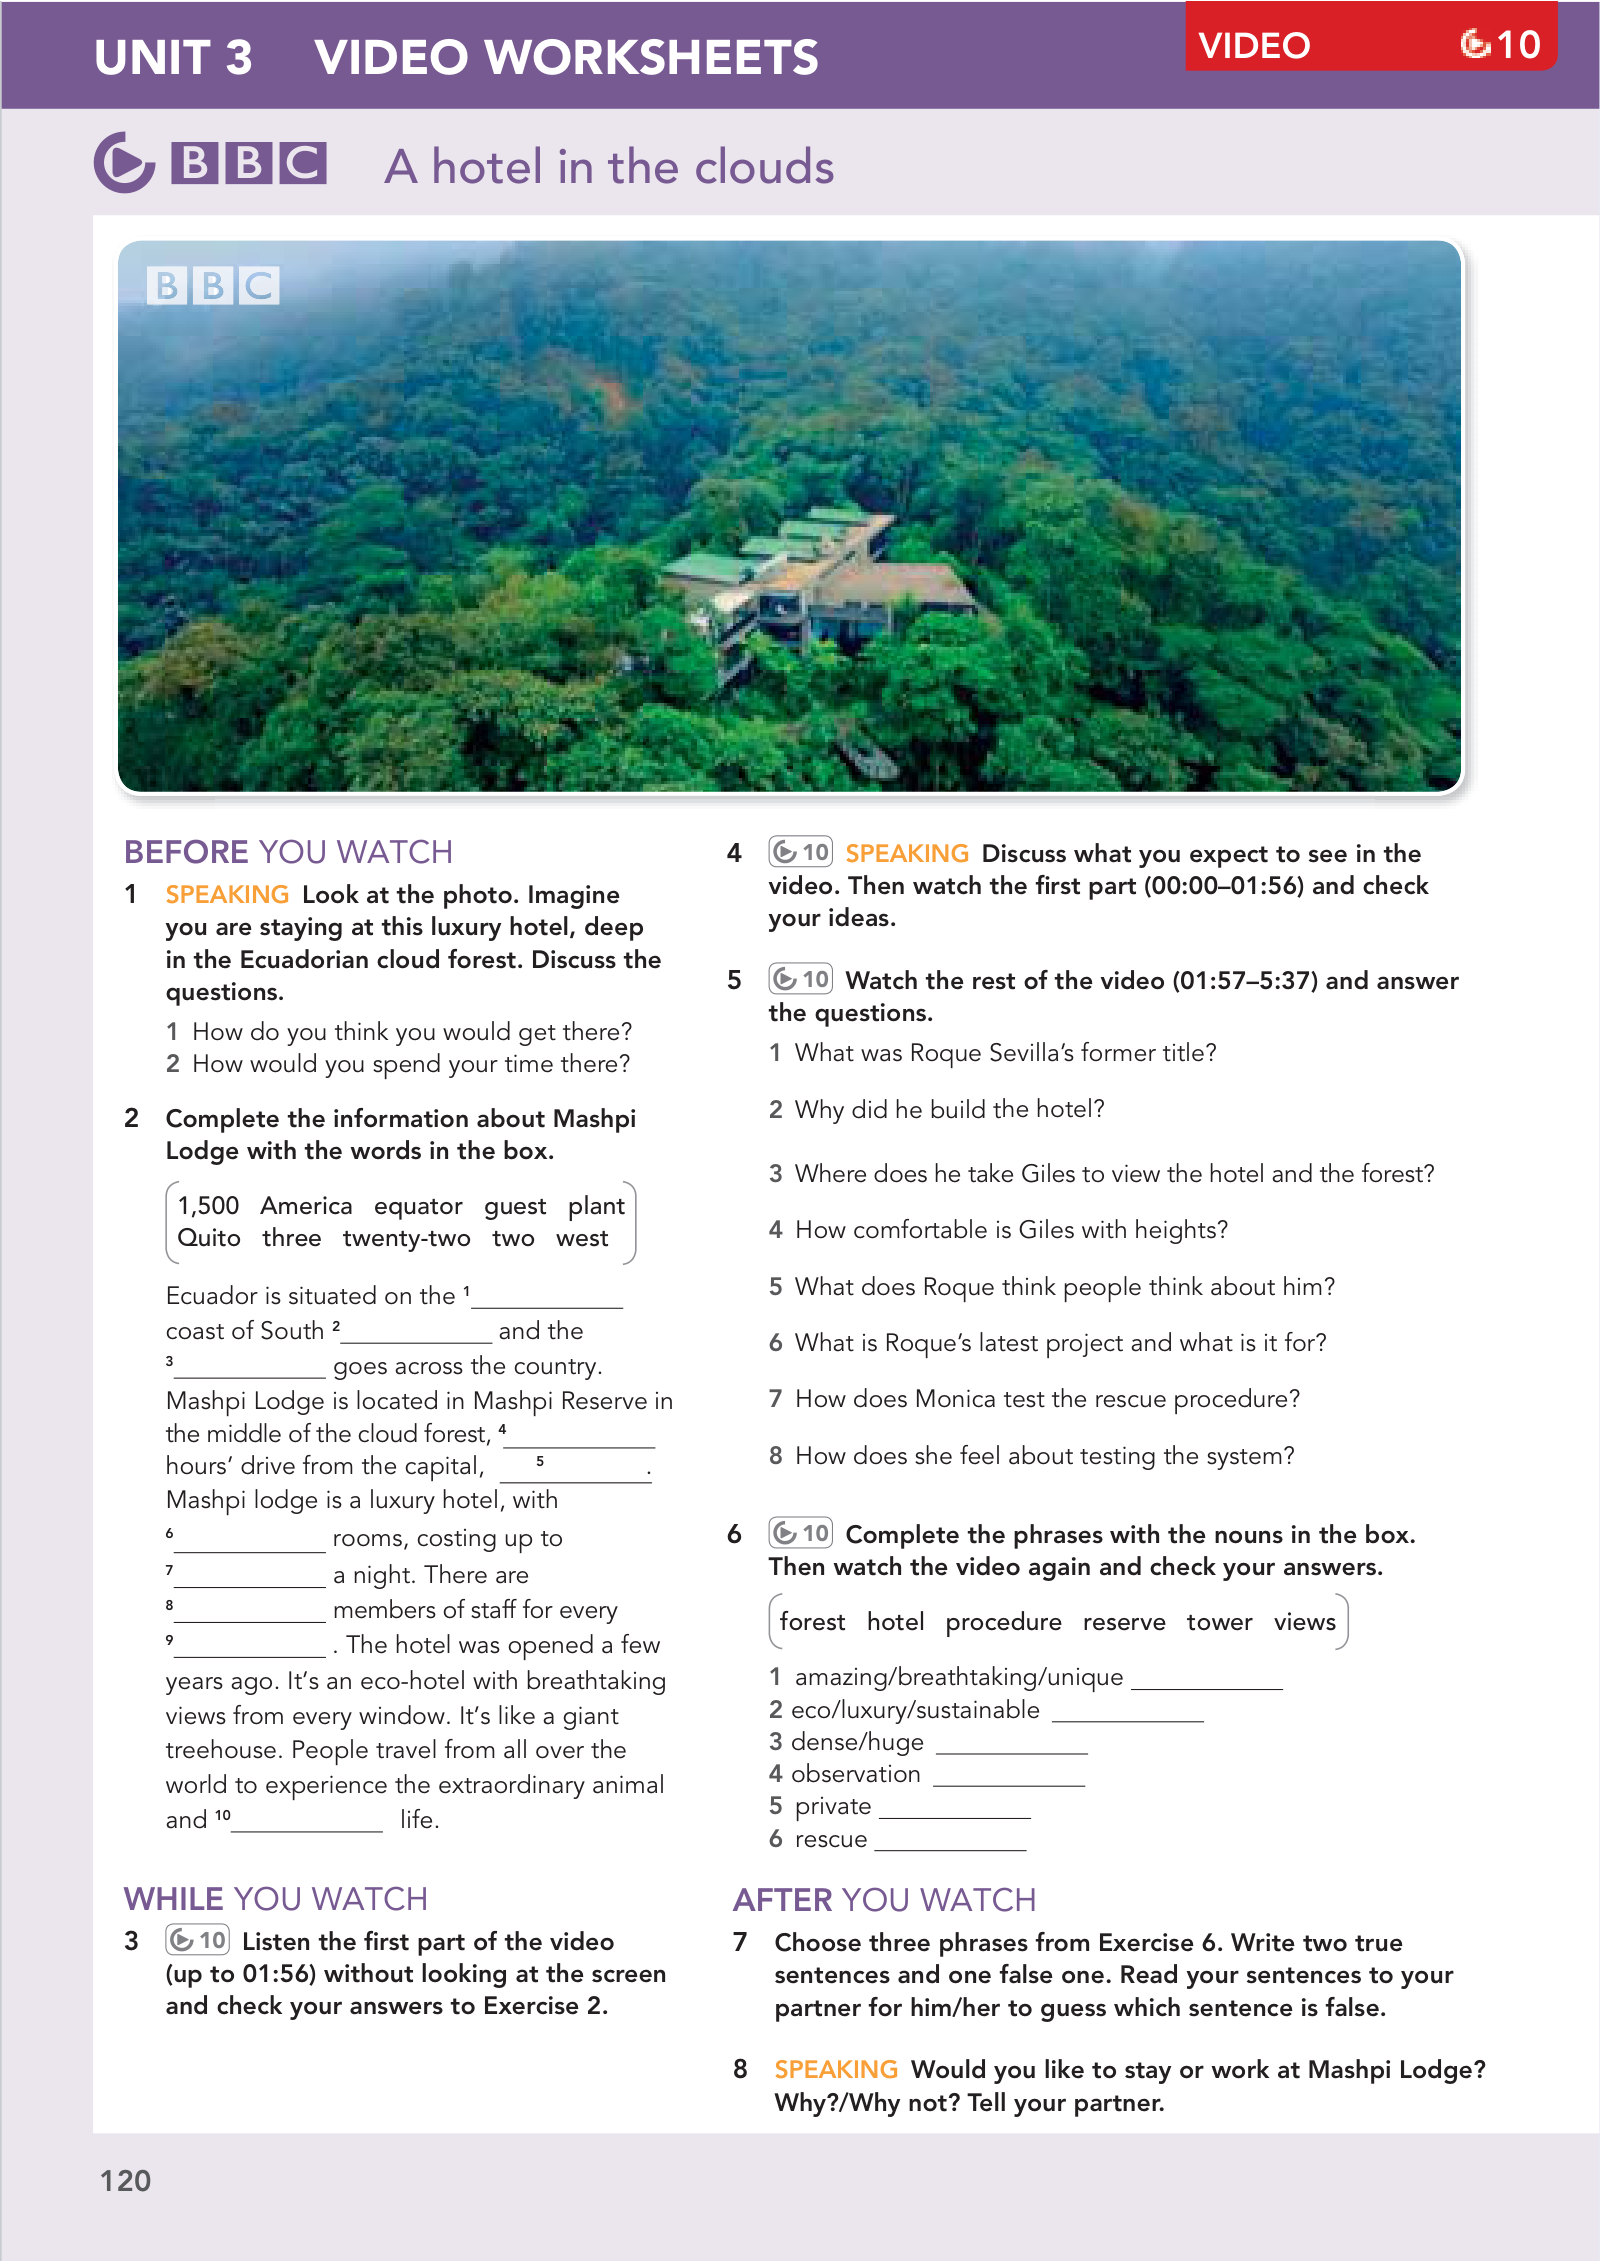 UNIT 3 VIDEO WORKSHEETS
VIDEO 10
BBC A hotel in the clouds
BBC
BEFORE YOU WATCH
1 SPEAKING Look at the photo. Imagine
you are staying at this luxury hotel, deep
in the Ecuadorian cloud forest. Discuss the
questions.
1 How do you think you would get there?
2 How would you spend your time there?
2 Complete the information about Mashpi
Lodge with the words in the box.
1,500 America equator guest plant
Quito three twenty-two two west
Ecuador is situated on the 1____________
coast of South 2____________ and the
3____________ goes across the country.
Mashpi Lodge is located in Mashpi Reserve in
the middle of the cloud forest, 4____________
hours' drive from the capital, 5____________.
Mashpi lodge is a luxury hotel, with
6____________ rooms, costing up to
7____________ a night. There are
8____________ members of staff for every
9____________ . The hotel was opened a few
years ago. It's an eco-hotel with breathtaking
views from every window. It's like a giant
treehouse. People travel from all over the
world to experience the extraordinary animal
and 10____________ life.
WHILE YOU WATCH
3 10 Listen the first part of the video
(up to 01:56) without looking at the screen
and check your answers to Exercise 2.
4 10 SPEAKING Discuss what you expect to see in the
video. Then watch the first part (00:00–01:56) and check
your ideas.
5 10 Watch the rest of the video (01:57–5:37) and answer
the questions.
1 What was Roque Sevilla's former title?
2 Why did he build the hotel?
3 Where does he take Giles to view the hotel and the forest?
4 How comfortable is Giles with heights?
5 What does Roque think people think about him?
6 What is Roque's latest project and what is it for?
7 How does Monica test the rescue procedure?
8 How does she feel about testing the system?
6 10 Complete the phrases with the nouns in the box.
Then watch the video again and check your answers.
forest hotel procedure reserve tower views
1 amazing/breathtaking/unique ____________
2 eco/luxury/sustainable ____________
3 dense/huge ____________
4 observation ____________
5 private ____________
6 rescue ____________
AFTER YOU WATCH
7 Choose three phrases from Exercise 6. Write two true
sentences and one false one. Read your sentences to your
partner for him/her to guess which sentence is false.
8 SPEAKING Would you like to stay or work at Mashpi Lodge?
Why?/Why not? Tell your partner.
120